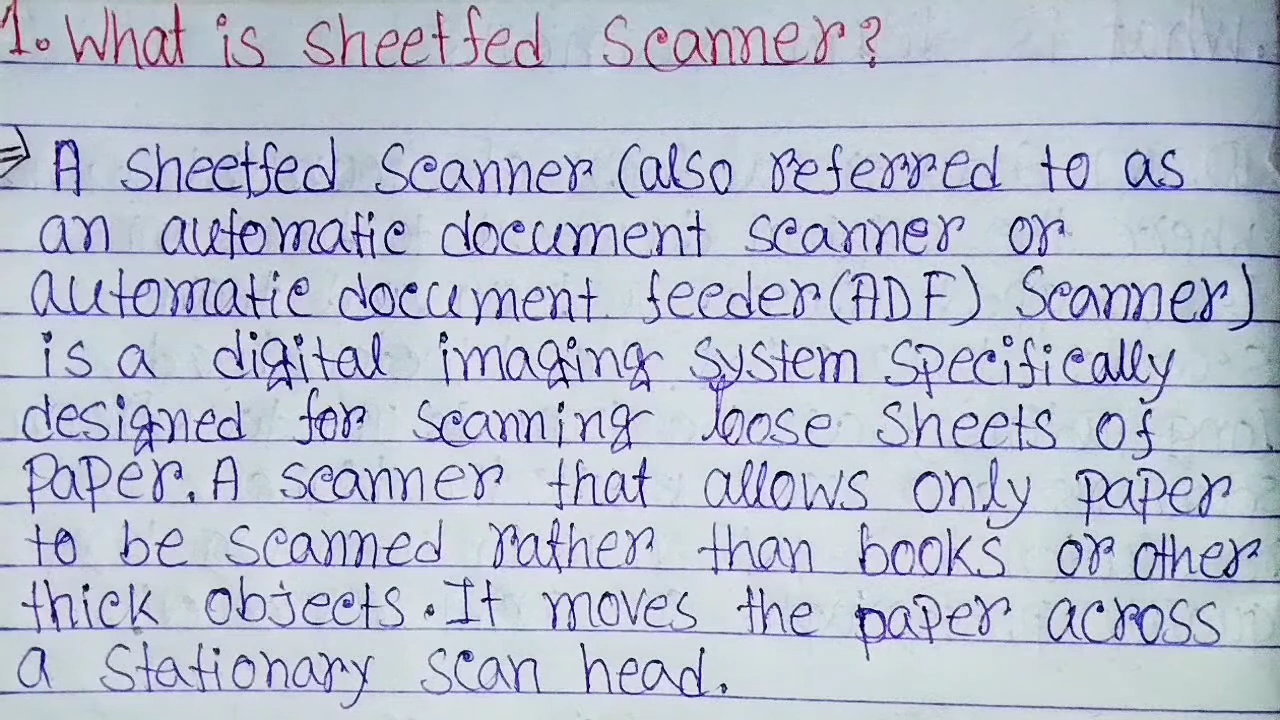 1. What is sheetfed scanner?
⇒ A sheetfed scanner (also referred to as
an automatic document scanner or
automatic document feeder (ADF) scanner)
is a digital imaging system specifically
designed for scanning loose sheets of
paper. A scanner that allows only paper
to be scanned rather than books or other
thick objects. It moves the paper across
a stationary scan head.